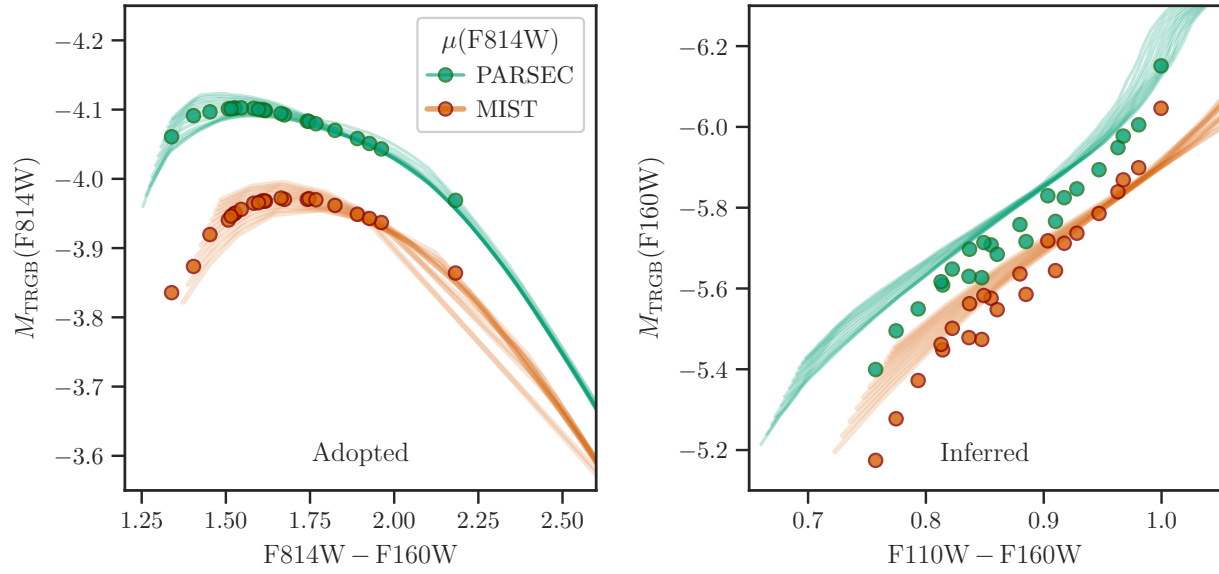 μ(F814W)
PARSEC
MIST
Adopted
−4.2
−4.1
−4.0
−3.9
−3.8
−3.7
−3.6
M_TRGB(F814W)
1.25 1.50 1.75 2.00 2.25 2.50
F814W − F160W
Inferred
−6.2
−6.0
−5.8
−5.6
−5.4
−5.2
M_TRGB(F160W)
0.7 0.8 0.9 1.0
F110W − F160W